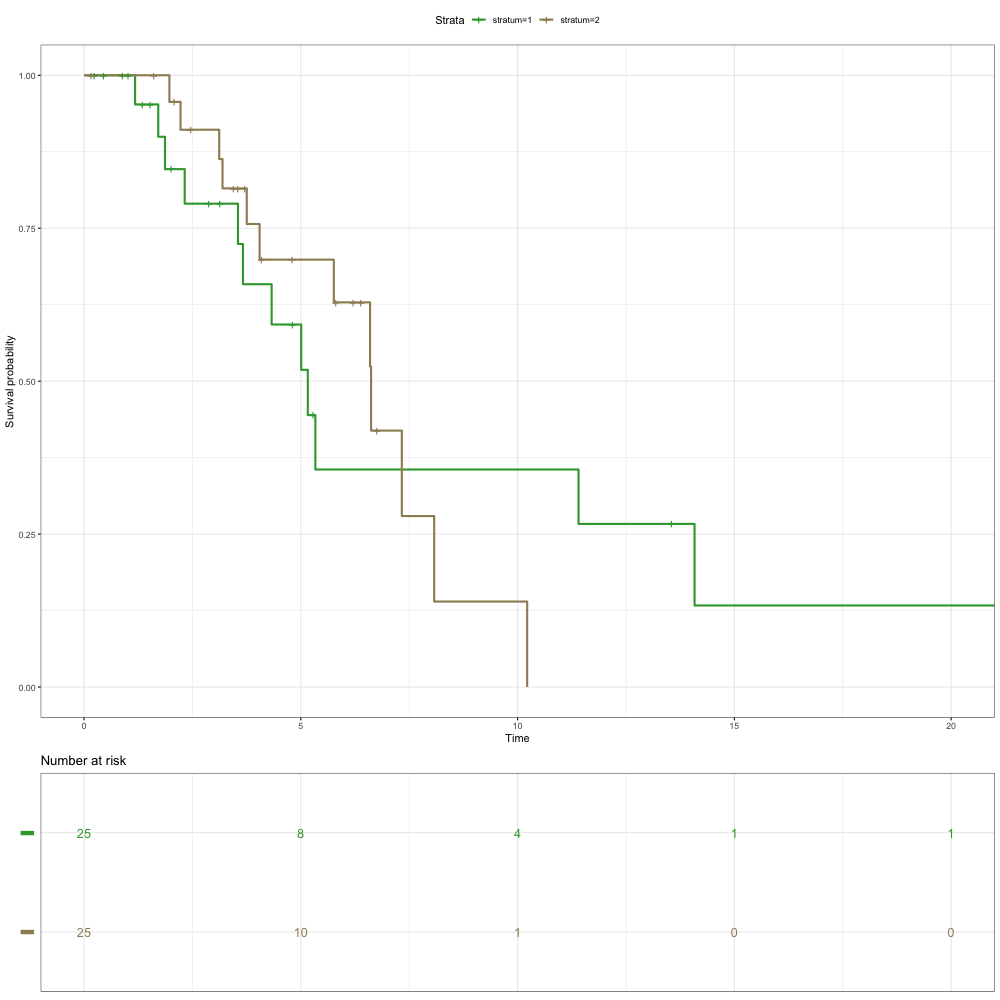 Strata stratum=1 stratum=2
Survival probability
1.00
0.75
0.50
0.25
0.00
0 5 10 15 20
Time
Number at risk
25 8 4 1 1
25 10 1 0 0